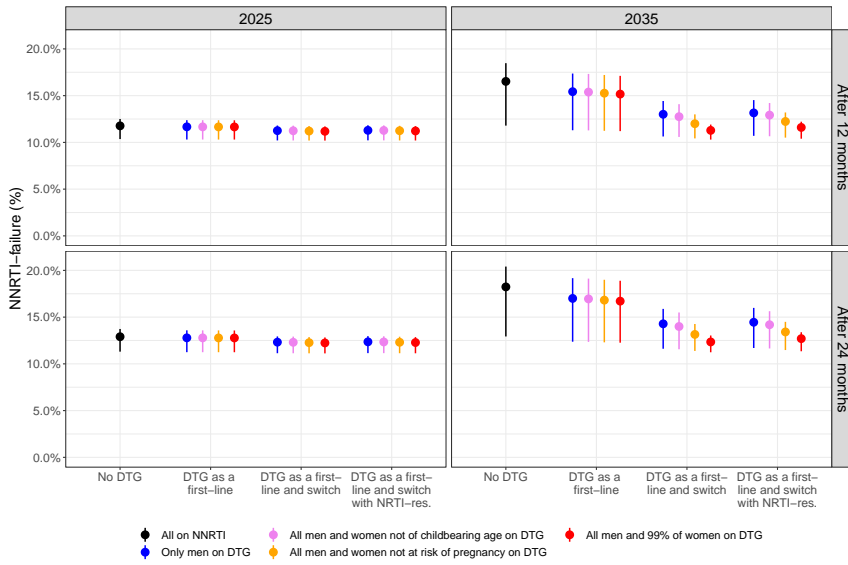 2025
2035
20.0%
15.0%
10.0%
5.0%
0.0%
After 12 months
NNRTI−failure (%)
20.0%
15.0%
10.0%
5.0%
0.0%
After 24 months
No DTG
DTG as a
first−line
DTG as a first−
line and switch
DTG as a first−
line and switch
with NRTI−res.
No DTG
DTG as a
first−line
DTG as a first−
line and switch
DTG as a first−
line and switch
with NRTI−res.
All on NNRTI
Only men on DTG
All men and women not of childbearing age on DTG
All men and women not at risk of pregnancy on DTG
All men and 99% of women on DTG